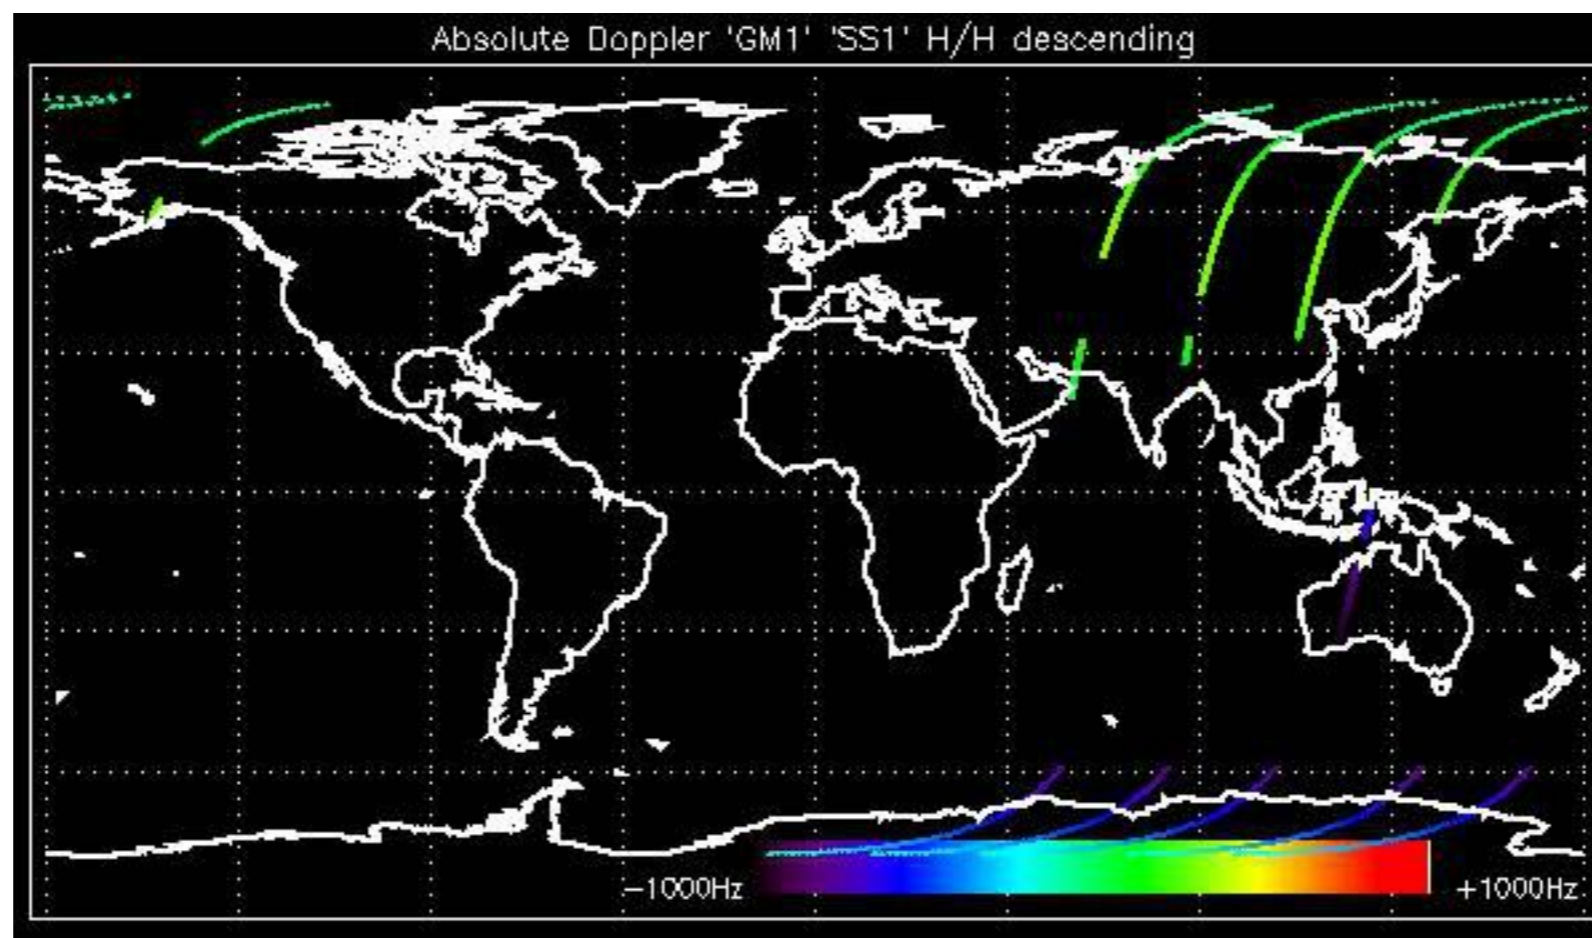 Absolute Doppler 'GM1' 'SS1' H/H descending
−1000Hz +1000Hz